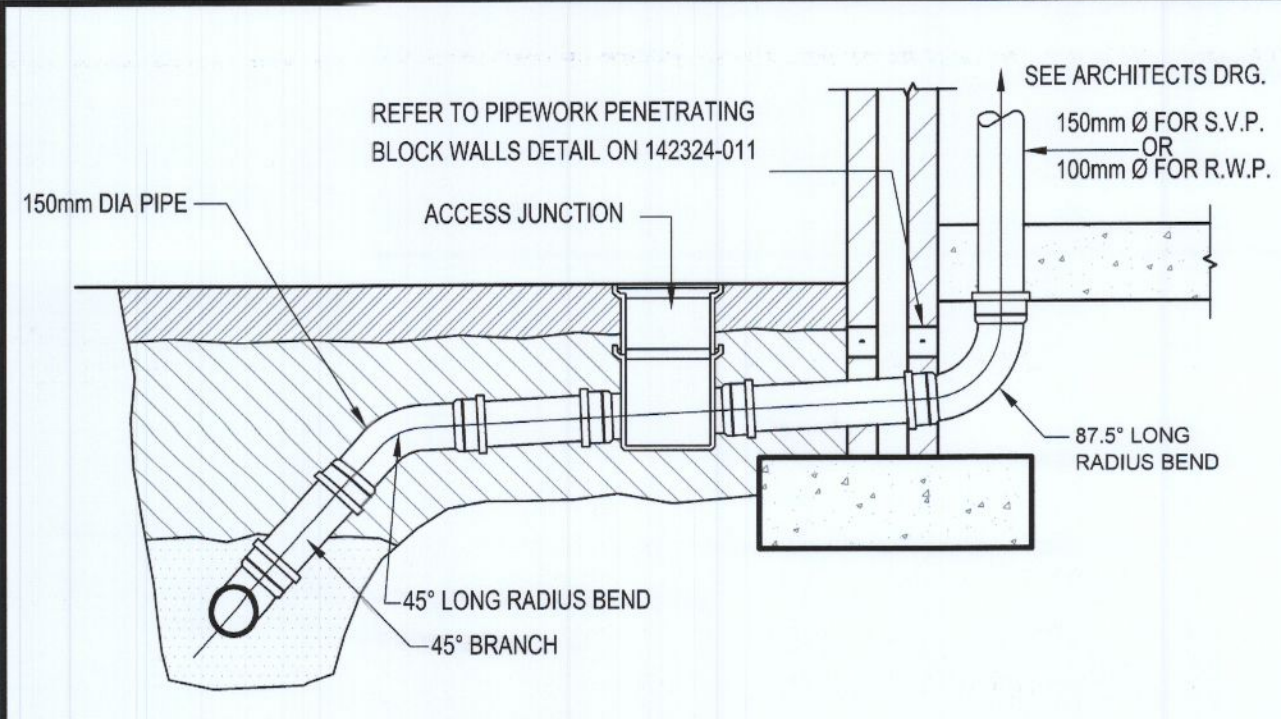 SEE ARCHITECTS DRG.
REFER TO PIPEWORK PENETRATING
BLOCK WALLS DETAIL ON 142324-011
150mm Ø FOR S.V.P.
OR
100mm Ø FOR R.W.P.
150mm DIA PIPE
ACCESS JUNCTION
87.5° LONG
RADIUS BEND
45° LONG RADIUS BEND
45° BRANCH